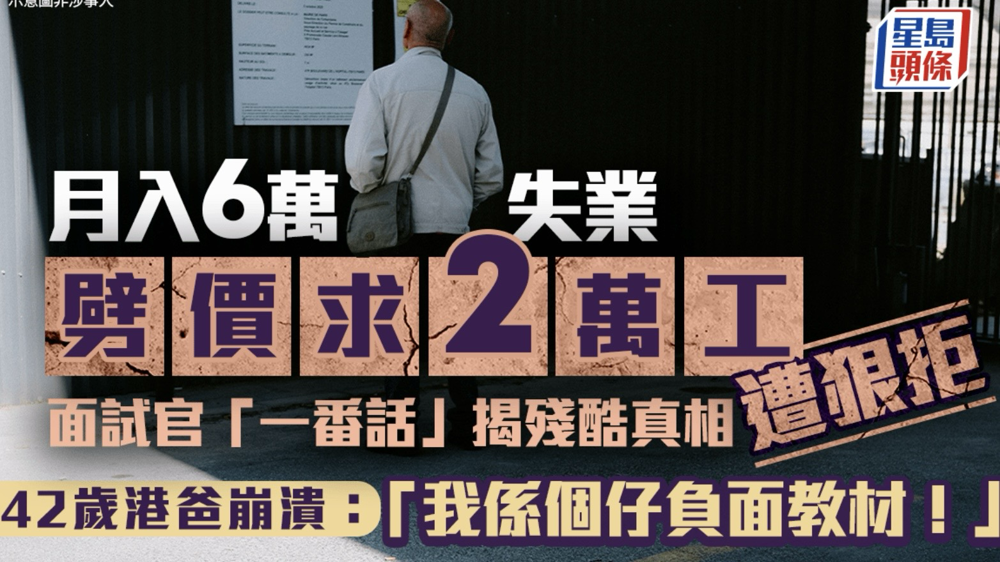 示意圖非涉事人
星島
頭條
月入6萬 失業
劈價求2萬工
遭狠拒
面試官「一番話」揭殘酷真相
42歲港爸崩潰：「我係個仔負面教材！」